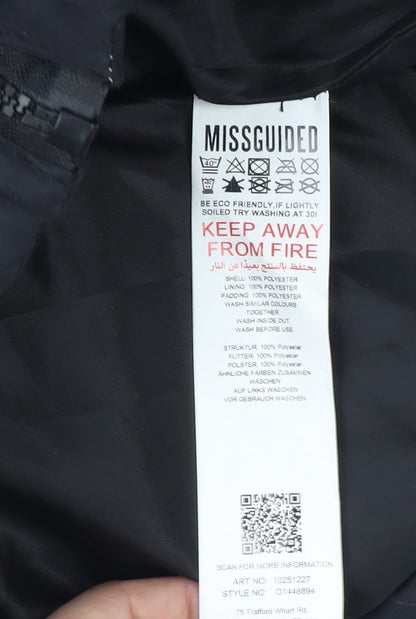 MISSGUIDED
40°
BE ECO FRIENDLY,IF LIGHTLY
SOILED TRY WASHING AT 30!
KEEP AWAY
FROM FIRE
يحتفظ بالمنتج بعيدا عن النار
SHELL: 100% POLYESTER
LINING: 100% POLYESTER
PADDING: 100% POLYESTER
WASH SIMILAR COLOURS
TOGETHER
WASH INSIDE OUT
WASH BEFORE USE
STRUKTUR: 100% Polyester
FUTTER: 100% Polyester
POLSTER: 100% Polyester
ÄHNLICHE FARBEN ZUSAMMEN
WASCHEN
AUF LINKS WASCHEN
VOR GEBRAUCH WASCHEN
SCAN FOR MORE INFORMATION
ART NO: 10251227
STYLE NO: O1448894
75 Trafford Wharf Rd.